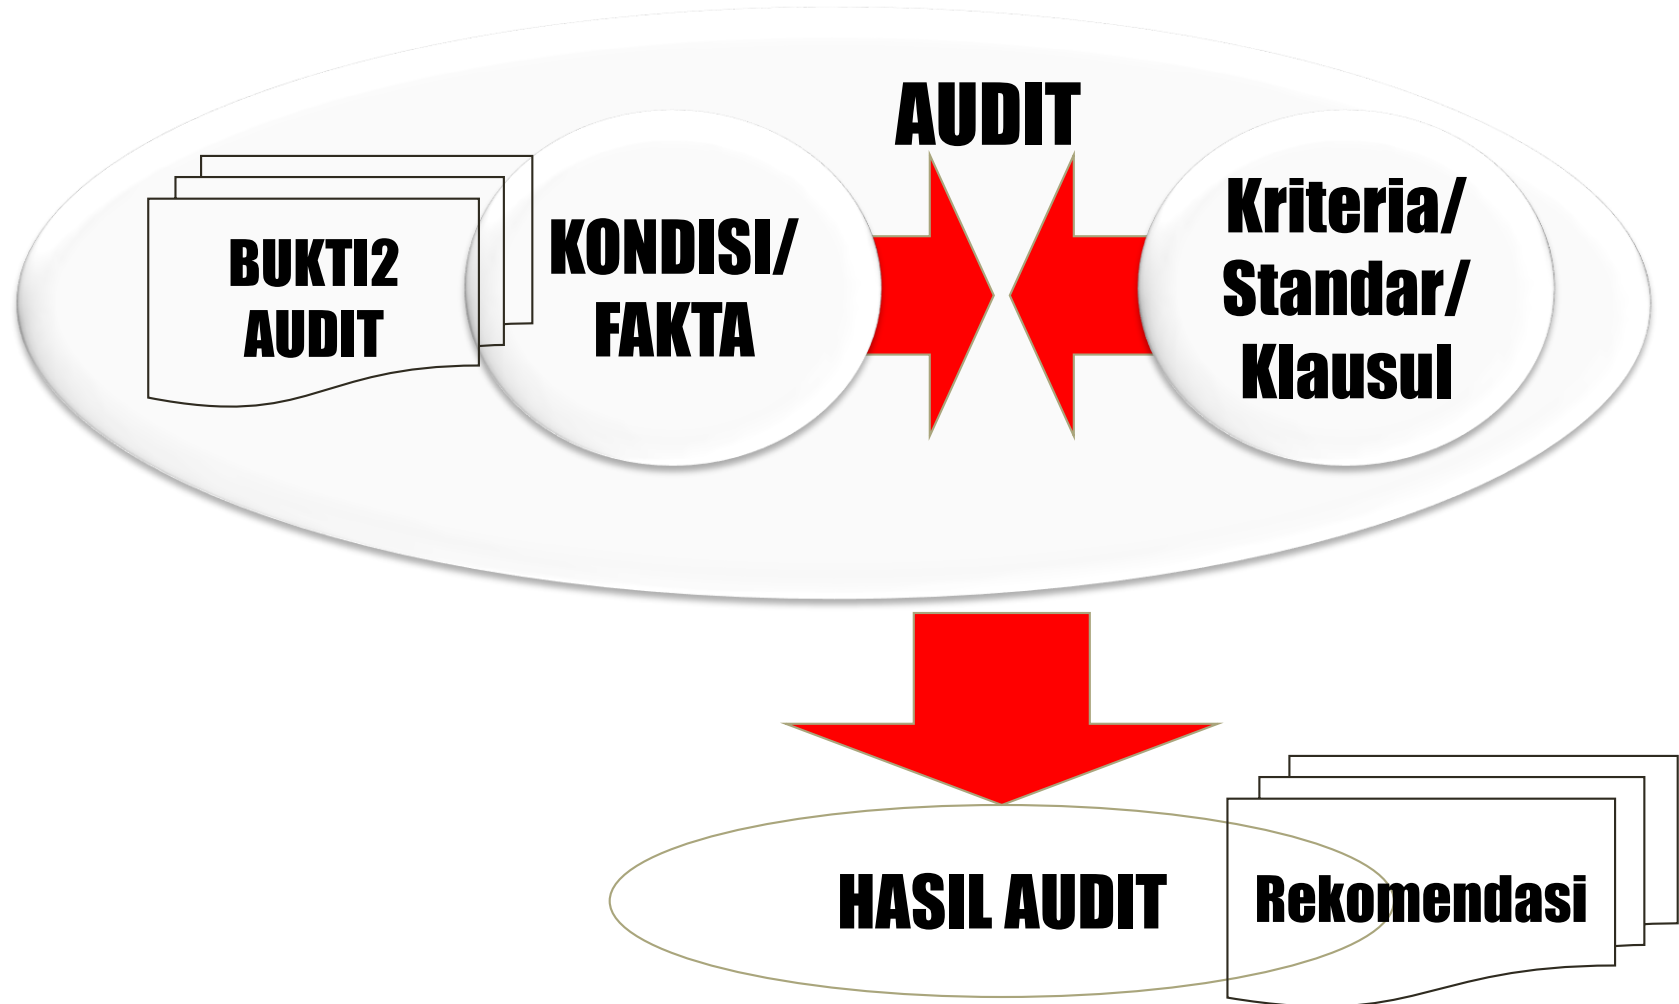 AUDIT
BUKTI2
AUDIT
KONDISI/
FAKTA
Kriteria/
Standar/
Klausul
HASIL AUDIT
Rekomendasi